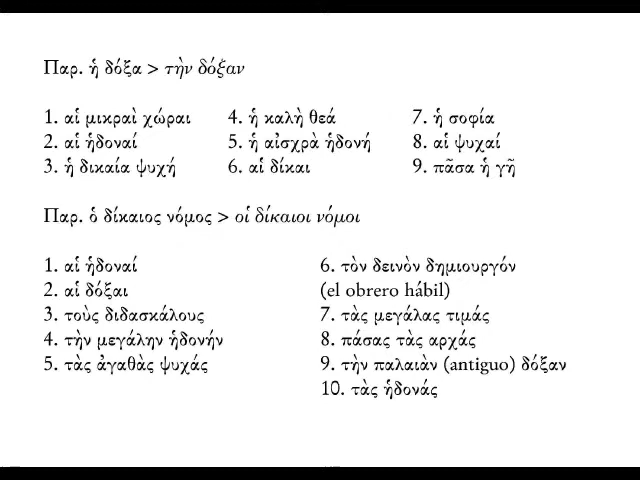 Παρ. ἡ δόξα > τὴν δόξαν
1. αἱ μικραὶ χώραι
2. αἱ ἡδοναί
3. ἡ δικαία ψυχή
4. ἡ καλὴ θεά
5. ἡ αἰσχρὰ ἡδονή
6. αἱ δίκαι
7. ἡ σοφία
8. αἱ ψυχαί
9. πᾶσα ἡ γῆ
Παρ. ὁ δίκαιος νόμος > οἱ δίκαιοι νόμοι
1. αἱ ἡδοναί
2. αἱ δόξαι
3. τοὺς διδασκάλους
4. τὴν μεγάλην ἡδονήν
5. τὰς ἀγαθὰς ψυχάς
6. τὸν δεινὸν δημιουργόν
(el obrero hábil)
7. τὰς μεγάλας τιμάς
8. πάσας τὰς αρχάς
9. τὴν παλαιὰν (antiguo) δόξαν
10. τὰς ἡδονάς